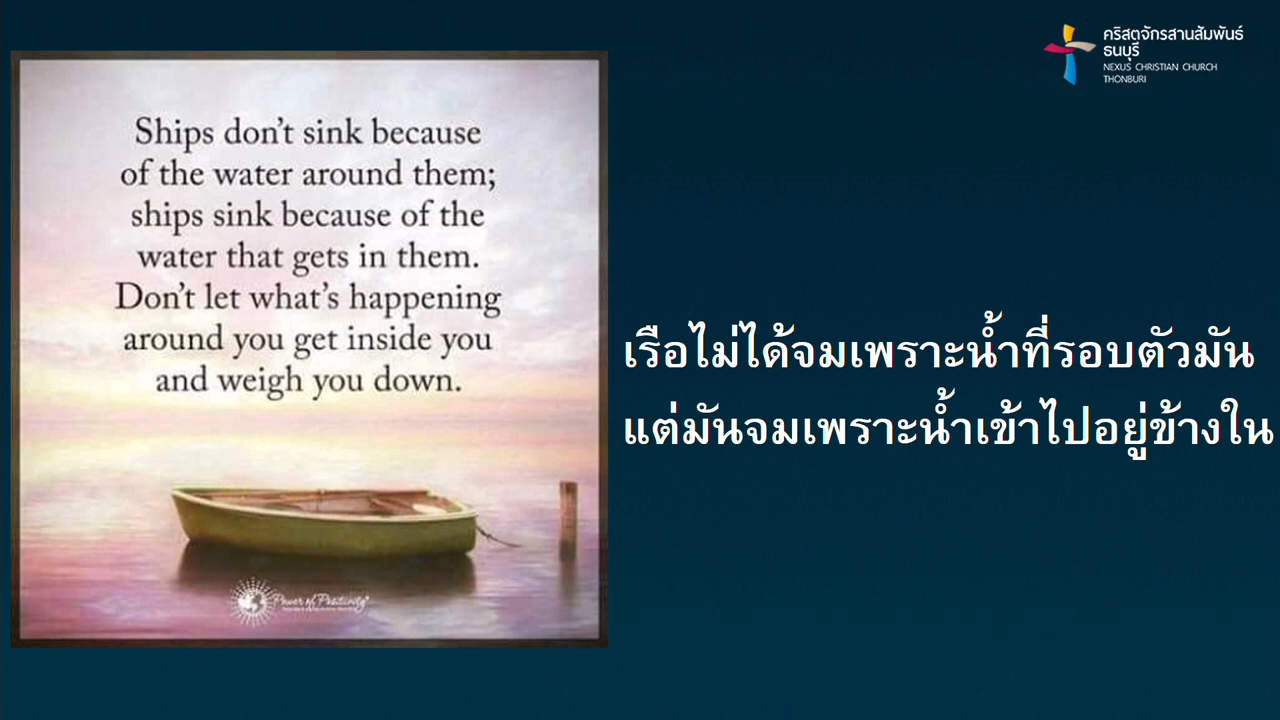 คริสตจักรสานสัมพันธ์
ธนบุรี
NEXUS CHRISTIAN CHURCH
THONBURI
Ships don't sink because
of the water around them;
ships sink because of the
water that gets in them.
Don't let what's happening
around you get inside you
and weigh you down.
Power of Positivity
เรือไม่ได้จมเพราะน้ำที่รอบตัวมัน
แต่มันจมเพราะน้ำเข้าไปอยู่ข้างใน